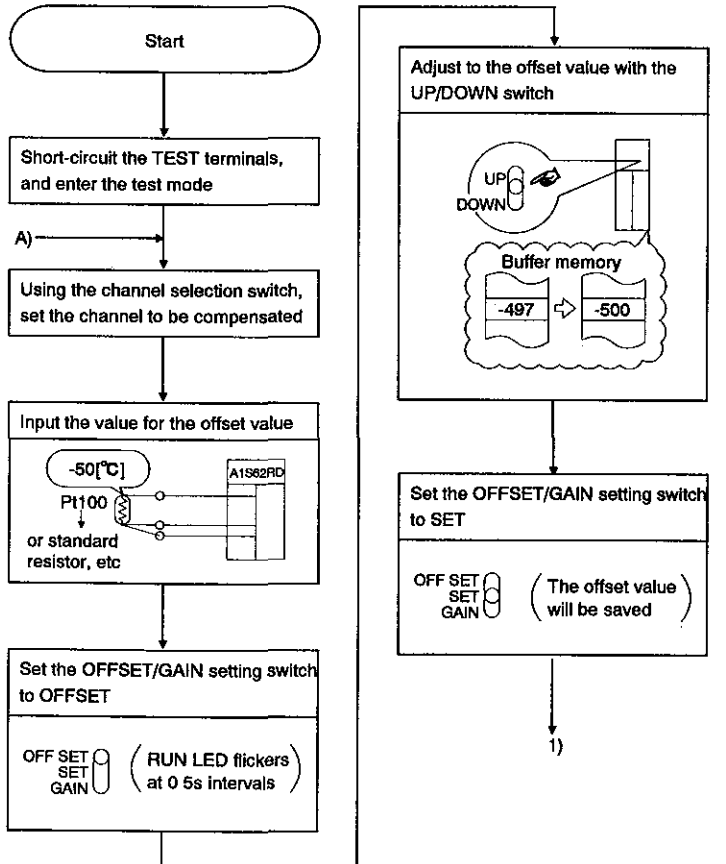 Start
Short-circuit the TEST terminals,
and enter the test mode
A)
Using the channel selection switch,
set the channel to be compensated
Input the value for the offset value
-50[°C]
A1S62RD
Pt100
or standard
resistor, etc
Set the OFFSET/GAIN setting switch
to OFFSET
OFF SET
SET
GAIN
RUN LED flickers
at 0 5s intervals
Adjust to the offset value with the
UP/DOWN switch
UP
DOWN
Buffer memory
-497
-500
Set the OFFSET/GAIN setting switch
to SET
OFF SET
SET
GAIN
The offset value
will be saved
1)